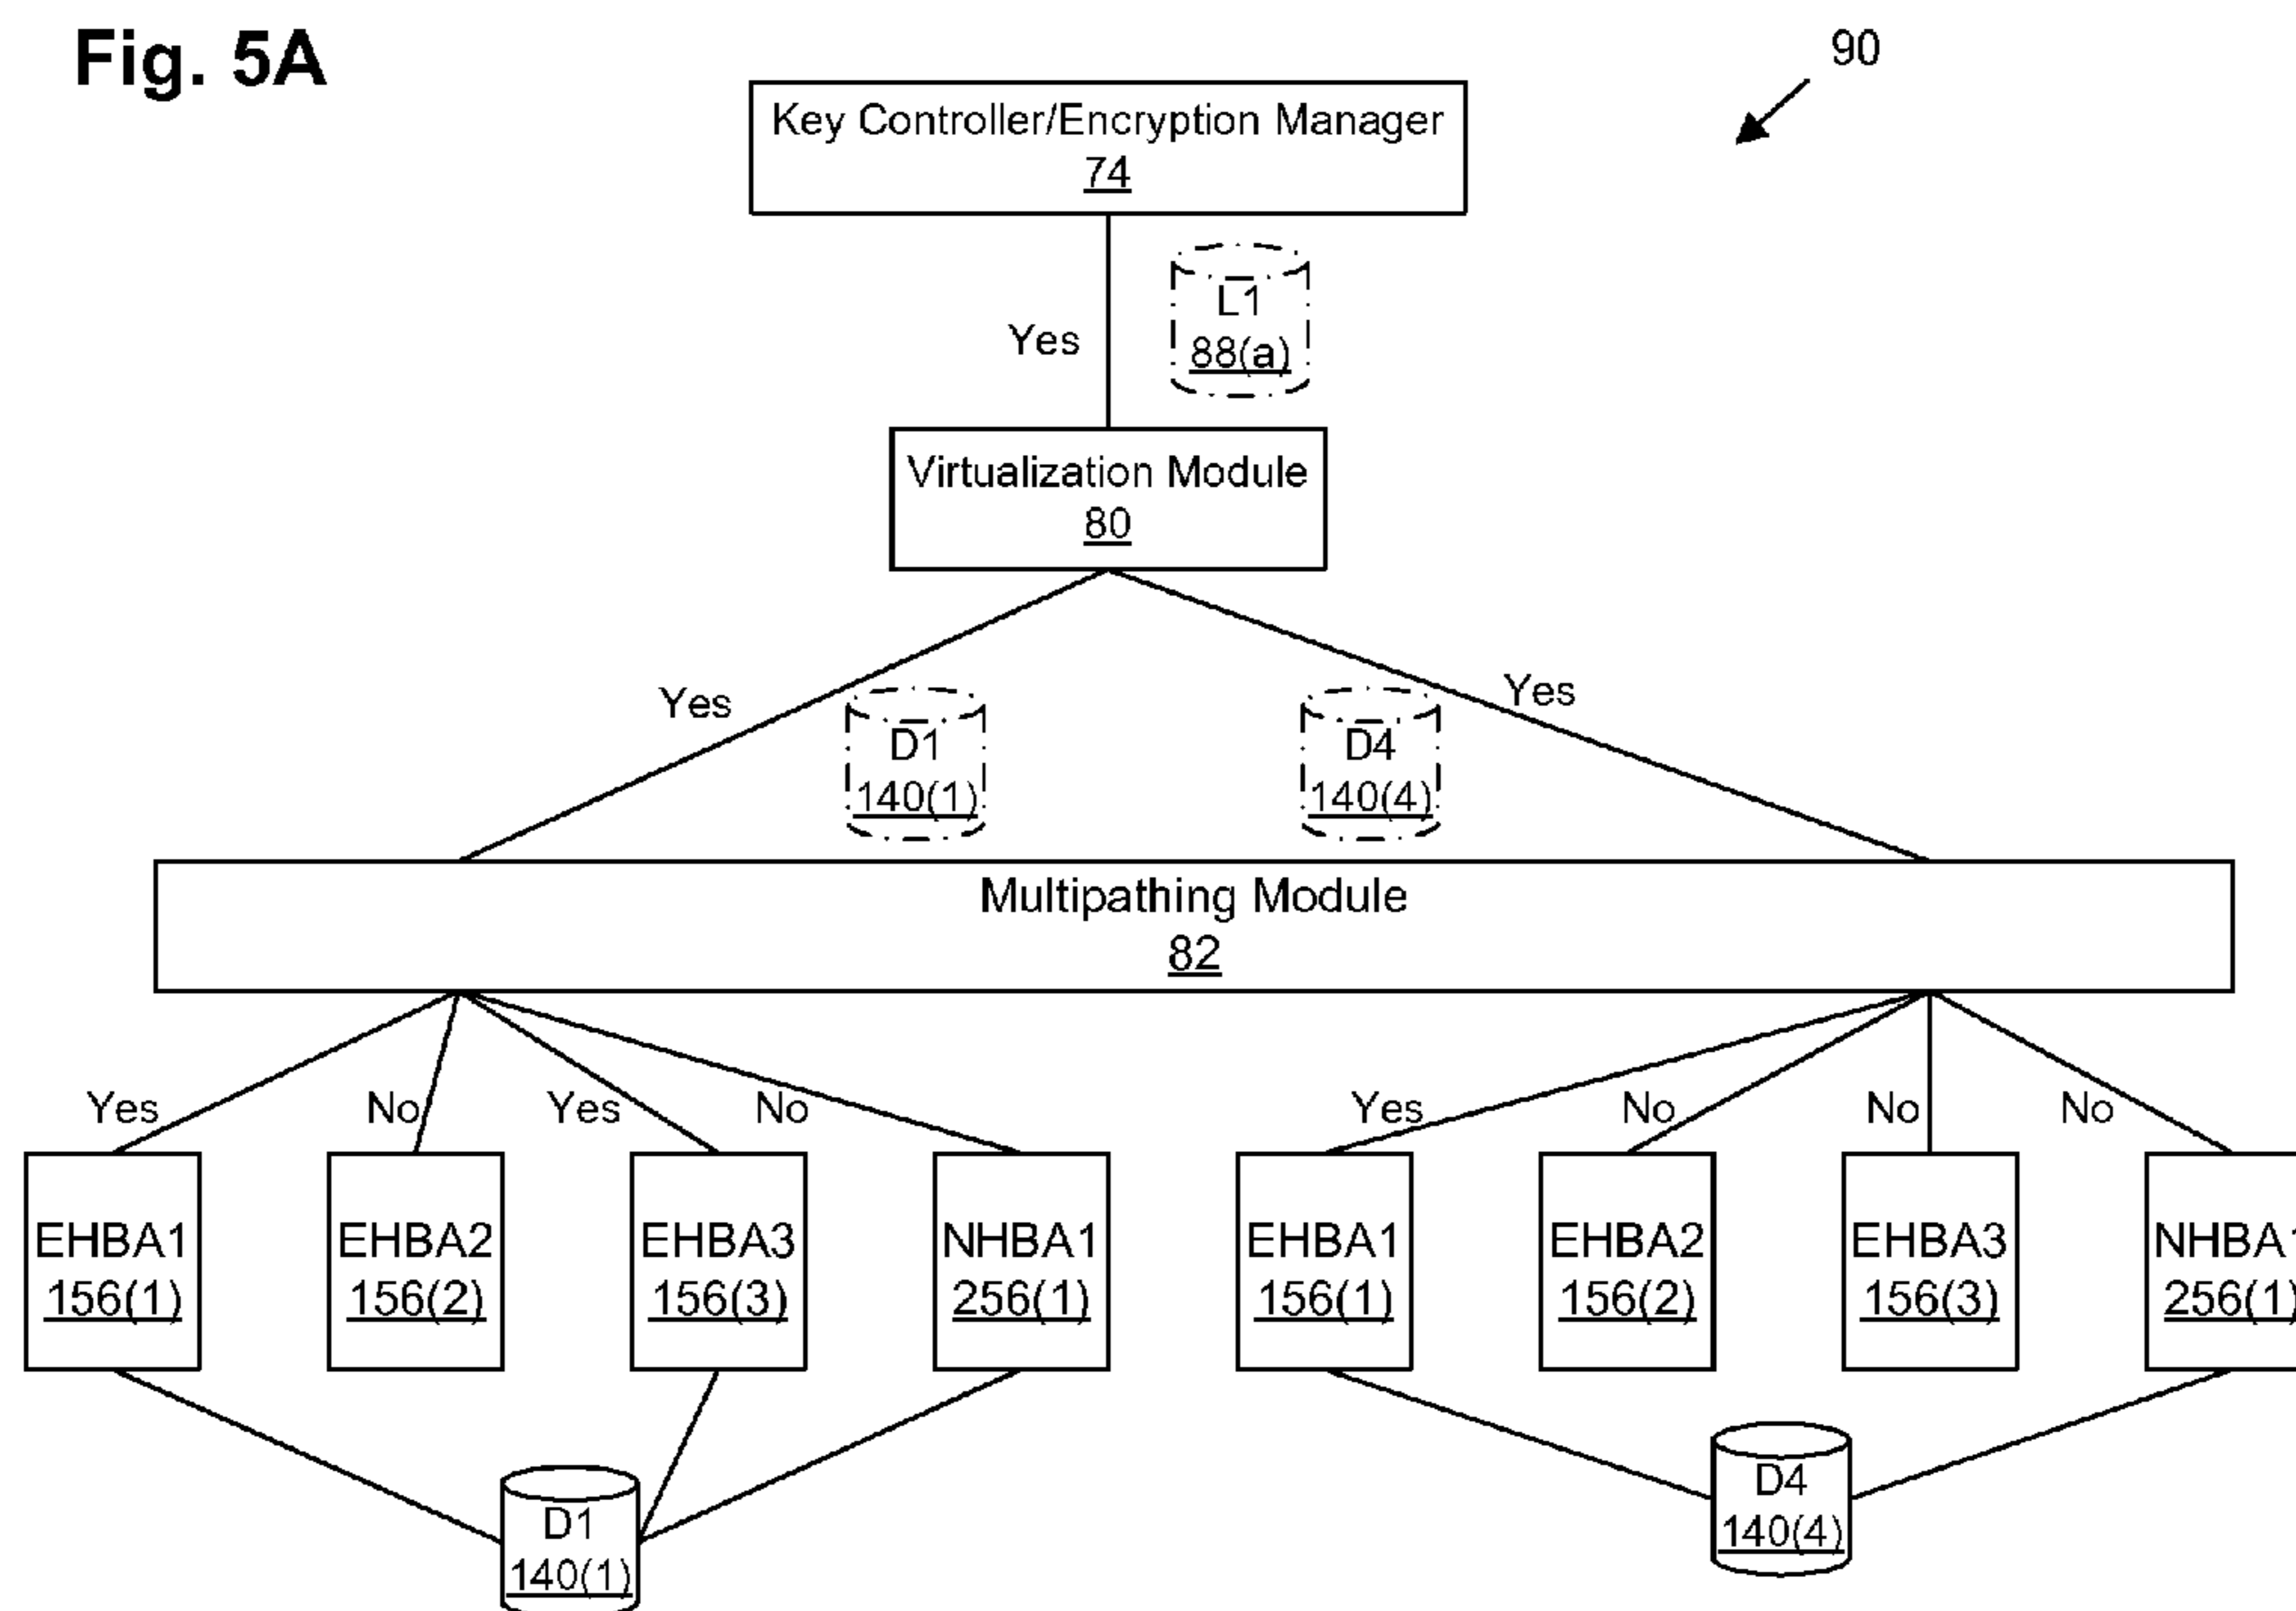 Fig. 5A
90
Key Controller/Encryption Manager
74
L1
88(a)
Yes
Virtualization Module
80
Yes
Yes
D1
140(1)
D4
140(4)
Multipathing Module
82
Yes
No
Yes
No
Yes
No
No
No
EHBA1
156(1)
EHBA2
156(2)
EHBA3
156(3)
NHBA1
256(1)
EHBA1
156(1)
EHBA2
156(2)
EHBA3
156(3)
NHBA1
256(1)
D1
140(1)
D4
140(4)